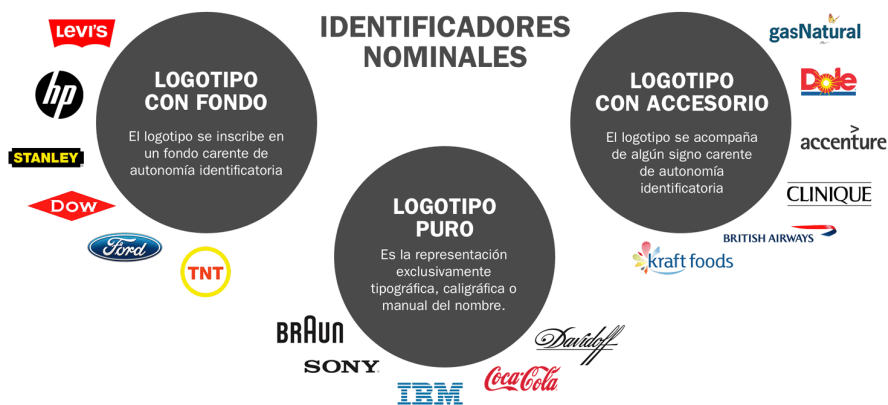 IDENTIFICADORES
NOMINALES
LEVI'S
hp
STANLEY
DOW
Ford
TNT
LOGOTIPO
CON FONDO
El logotipo se inscribe en
un fondo carente de
autonomía identificatoria
LOGOTIPO
PURO
Es la representación
exclusivamente
tipográfica, caligráfica o
manual del nombre.
BRAUN
SONY
IBM
Coca-Cola
Davidoff
LOGOTIPO
CON ACCESORIO
El logotipo se acompaña
de algún signo carente
de autonomía
identificatoria
gasNatural
Dole
accenture
CLINIQUE
BRITISH AIRWAYS
kraft foods